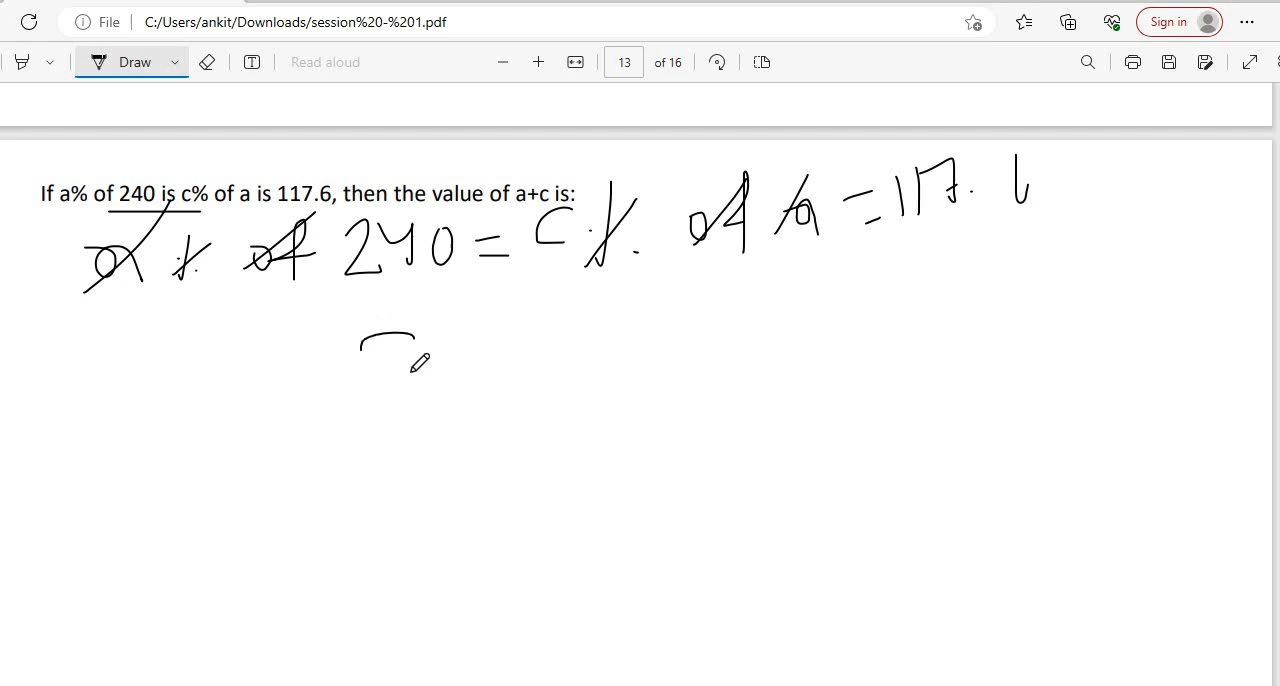 File C:/Users/ankit/Downloads/session%20-%201.pdf Sign in
Draw Read aloud 13 of 16
If a% of 240 is c% of a is 117.6, then the value of a+c is:
a % of 240 = c %. of a = 117.